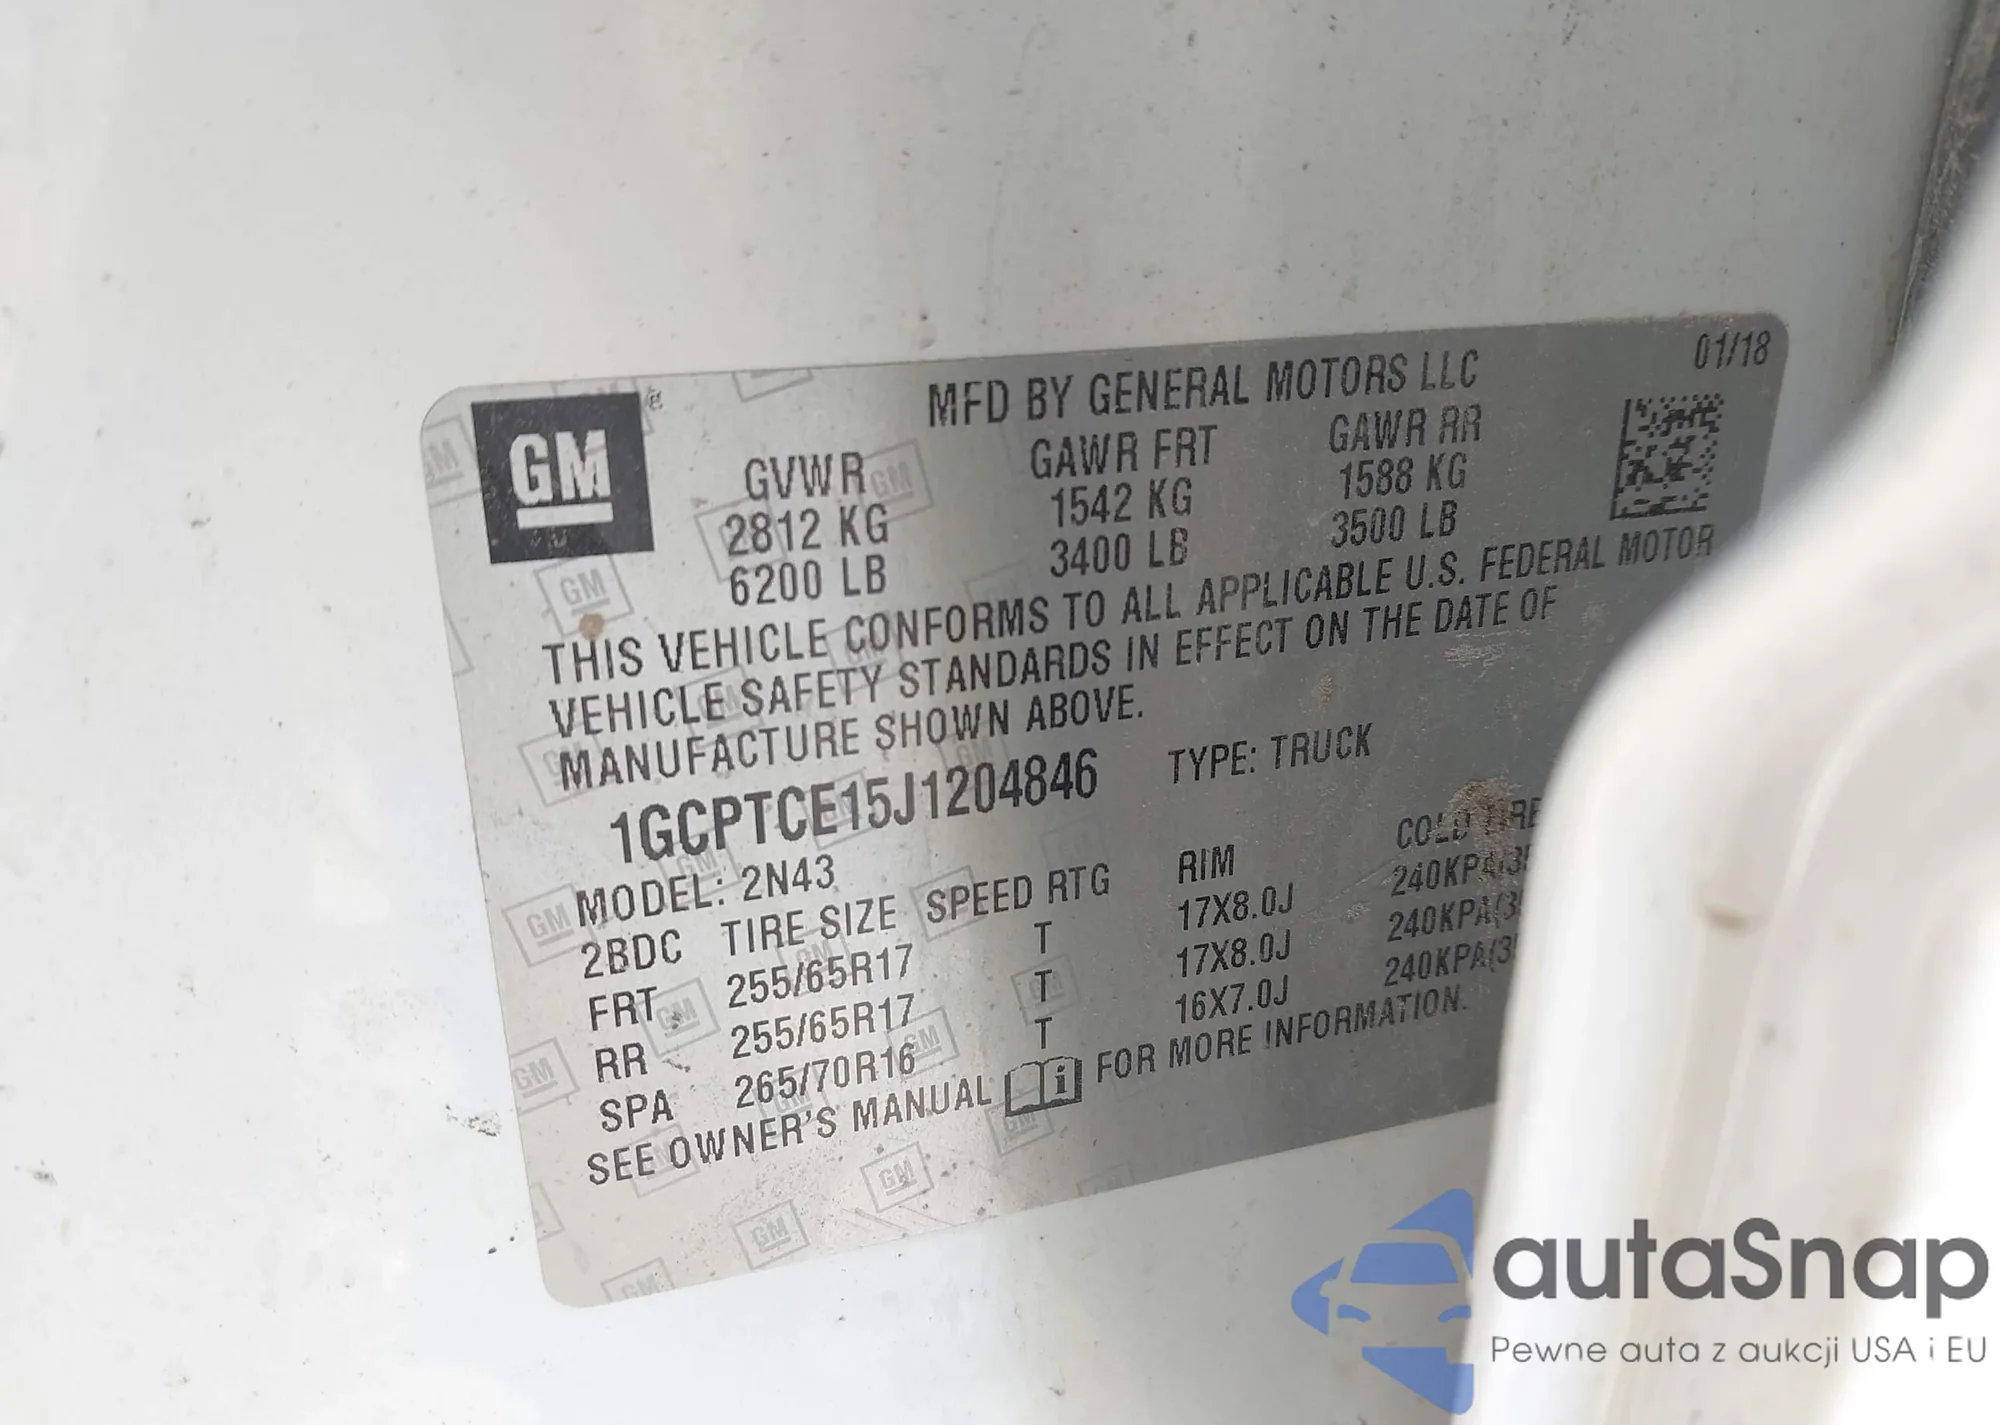 MFD BY GENERAL MOTORS LLC
01/18
GM
GVWR GAWR FRT GAWR RR
2812 KG 1542 KG 1588 KG
6200 LB 3400 LB 3500 LB
THIS VEHICLE CONFORMS TO ALL APPLICABLE U.S. FEDERAL MOTOR
VEHICLE SAFETY STANDARDS IN EFFECT ON THE DATE OF
MANUFACTURE SHOWN ABOVE.
1GCPTCE15J1204846 TYPE: TRUCK
MODEL: 2N43
2BDC TIRE SIZE SPEED RTG RIM COLD
FRT 255/65R17 T 17X8.0J 240KPA
RR 255/65R17 T 17X8.0J 240KPA
SPA 265/70R16 T 16X7.0J 240KPA
SEE OWNER'S MANUAL FOR MORE INFORMATION.
autaSnap
Pewne auta z aukcji USA i EU